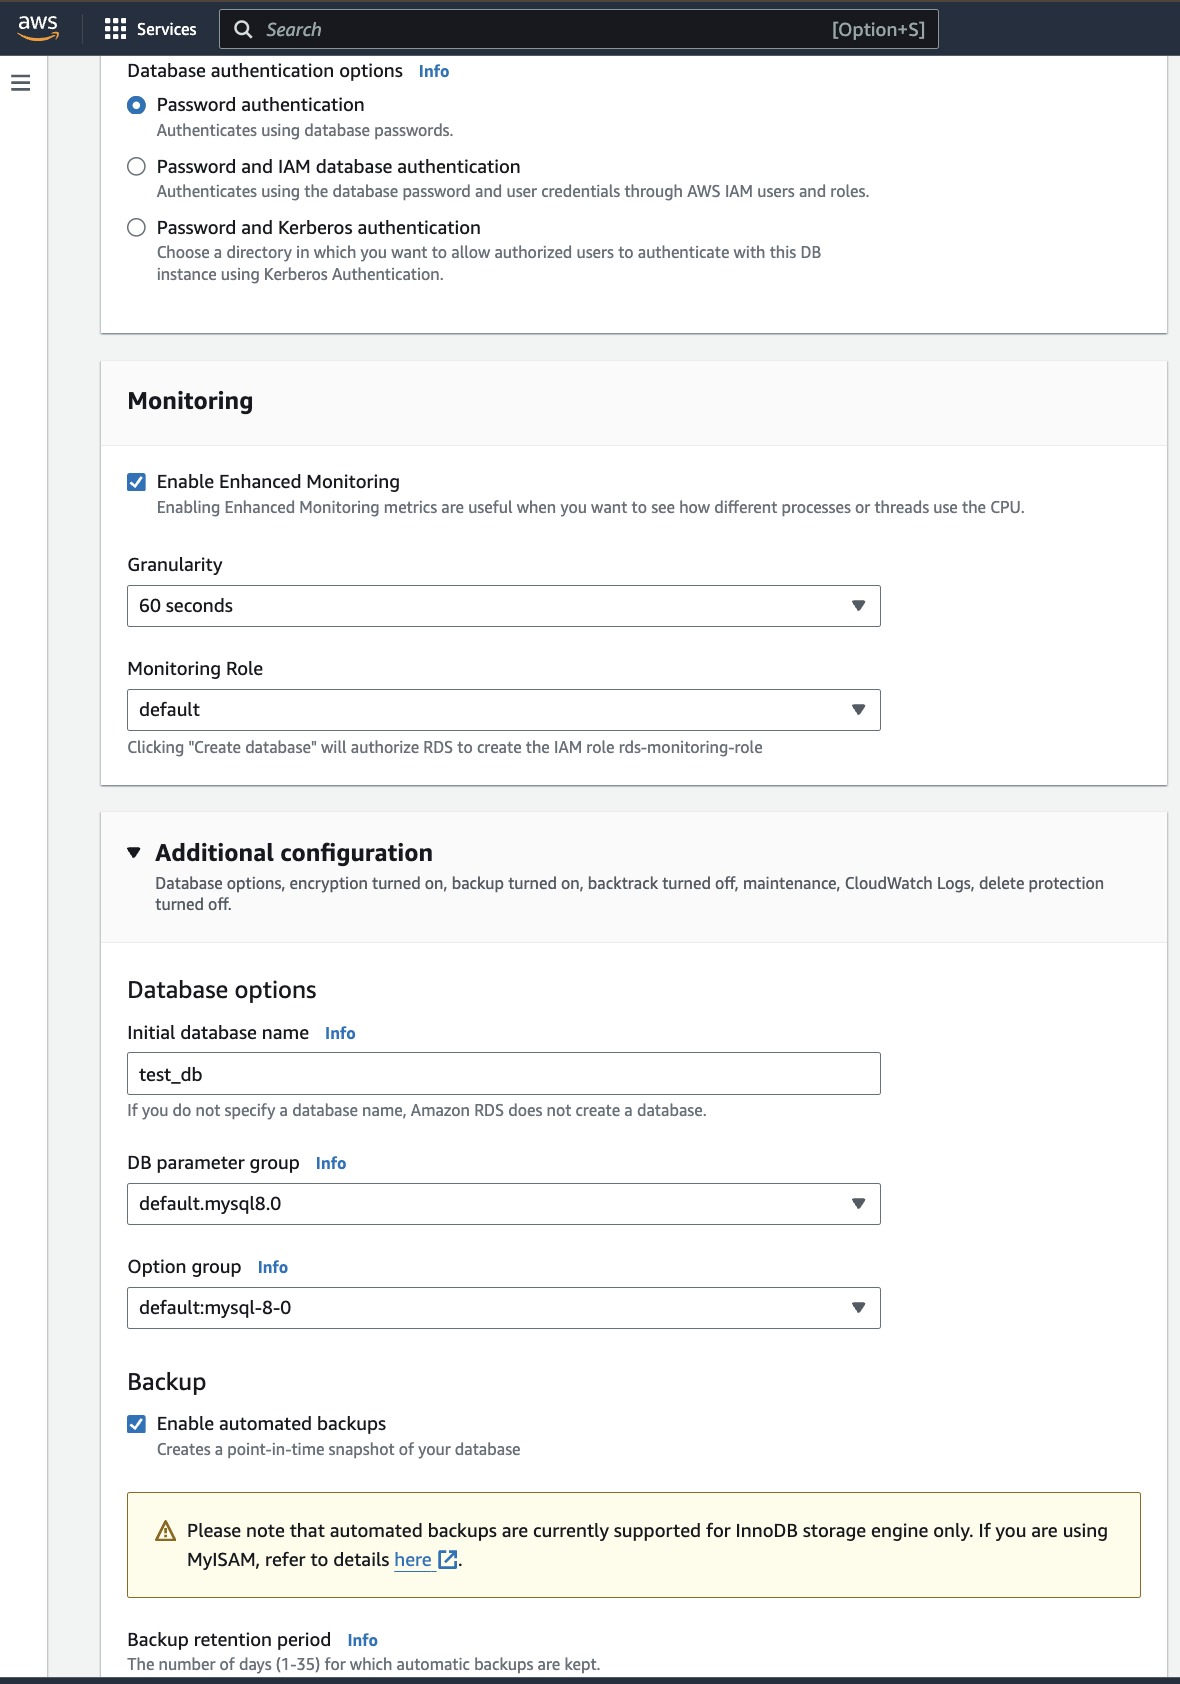 aws
Services
Search
[Option+S]
Database authentication options Info
Password authentication
Authenticates using database passwords.
Password and IAM database authentication
Authenticates using the database password and user credentials through AWS IAM users and roles.
Password and Kerberos authentication
Choose a directory in which you want to allow authorized users to authenticate with this DB
instance using Kerberos Authentication.
Monitoring
Enable Enhanced Monitoring
Enabling Enhanced Monitoring metrics are useful when you want to see how different processes or threads use the CPU.
Granularity
60 seconds
Monitoring Role
default
Clicking "Create database" will authorize RDS to create the IAM role rds-monitoring-role
Additional configuration
Database options, encryption turned on, backup turned on, backtrack turned off, maintenance, CloudWatch Logs, delete protection
turned off.
Database options
Initial database name Info
test_db
If you do not specify a database name, Amazon RDS does not create a database.
DB parameter group Info
default.mysql8.0
Option group Info
default:mysql-8-0
Backup
Enable automated backups
Creates a point-in-time snapshot of your database
Please note that automated backups are currently supported for InnoDB storage engine only. If you are using
MyISAM, refer to details here.
Backup retention period Info
The number of days (1-35) for which automatic backups are kept.